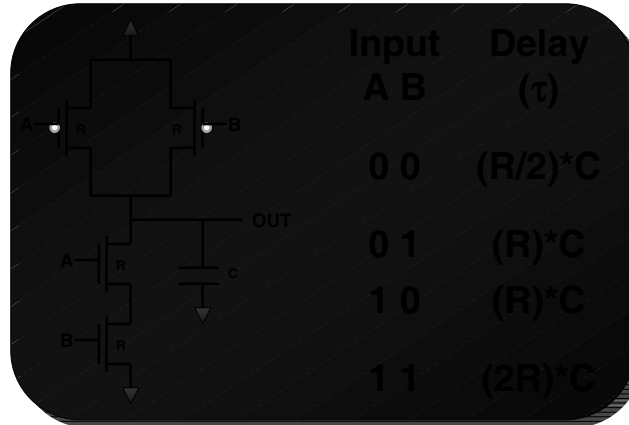 Input Delay
A B (τ)
A R R B
0 0 (R/2)*C
OUT
0 1 (R)*C
A R C
1 0 (R)*C
B R
1 1 (2R)*C